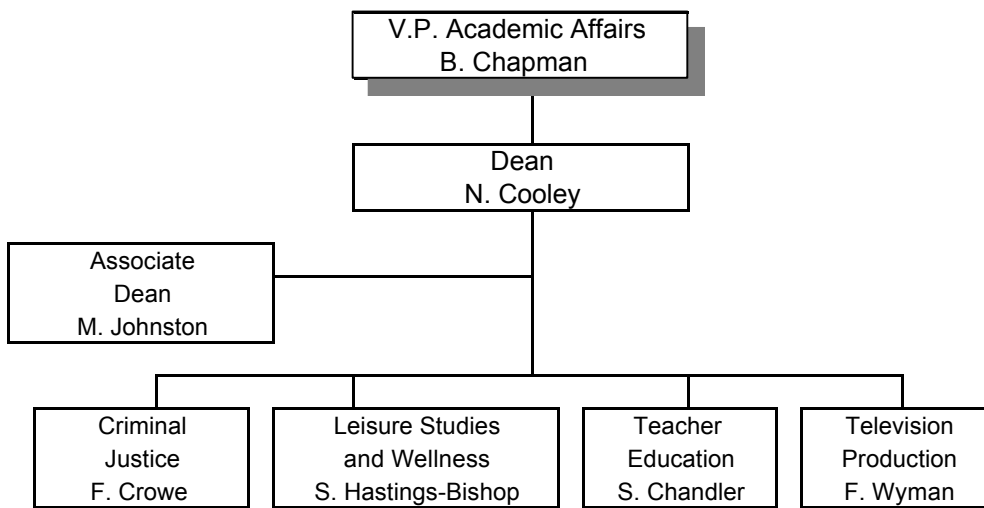 V.P. Academic Affairs
B. Chapman
Dean
N. Cooley
Associate
Dean
M. Johnston
Criminal
Justice
F. Crowe
Leisure Studies
and Wellness
S. Hastings-Bishop
Teacher
Education
S. Chandler
Television
Production
F. Wyman